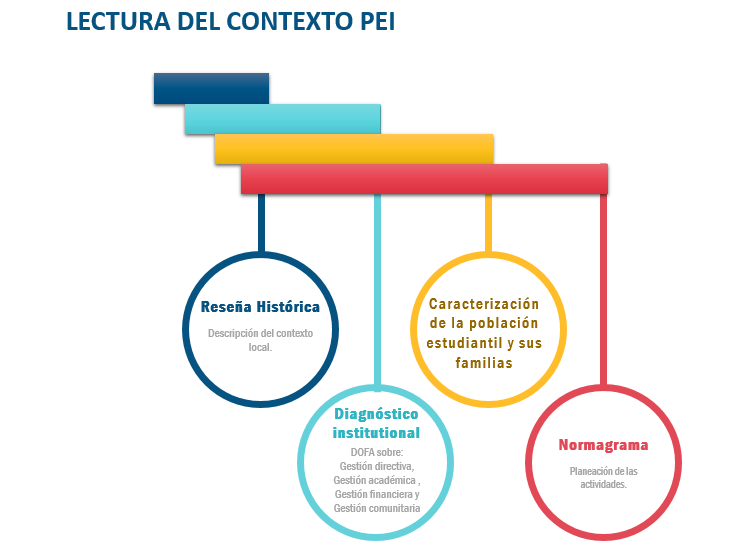 LECTURA DEL CONTEXTO PEI
Reseña Histórica
Descripción del contexto
local.
Diagnóstico
institutional
DOFA sobre:
Gestión directiva,
Gestión académica ,
Gestión financiera y
Gestión comunitaria
Caracterización
de la población
estudiantil y sus
familias
Normagrama
Planeación de las
actividades.